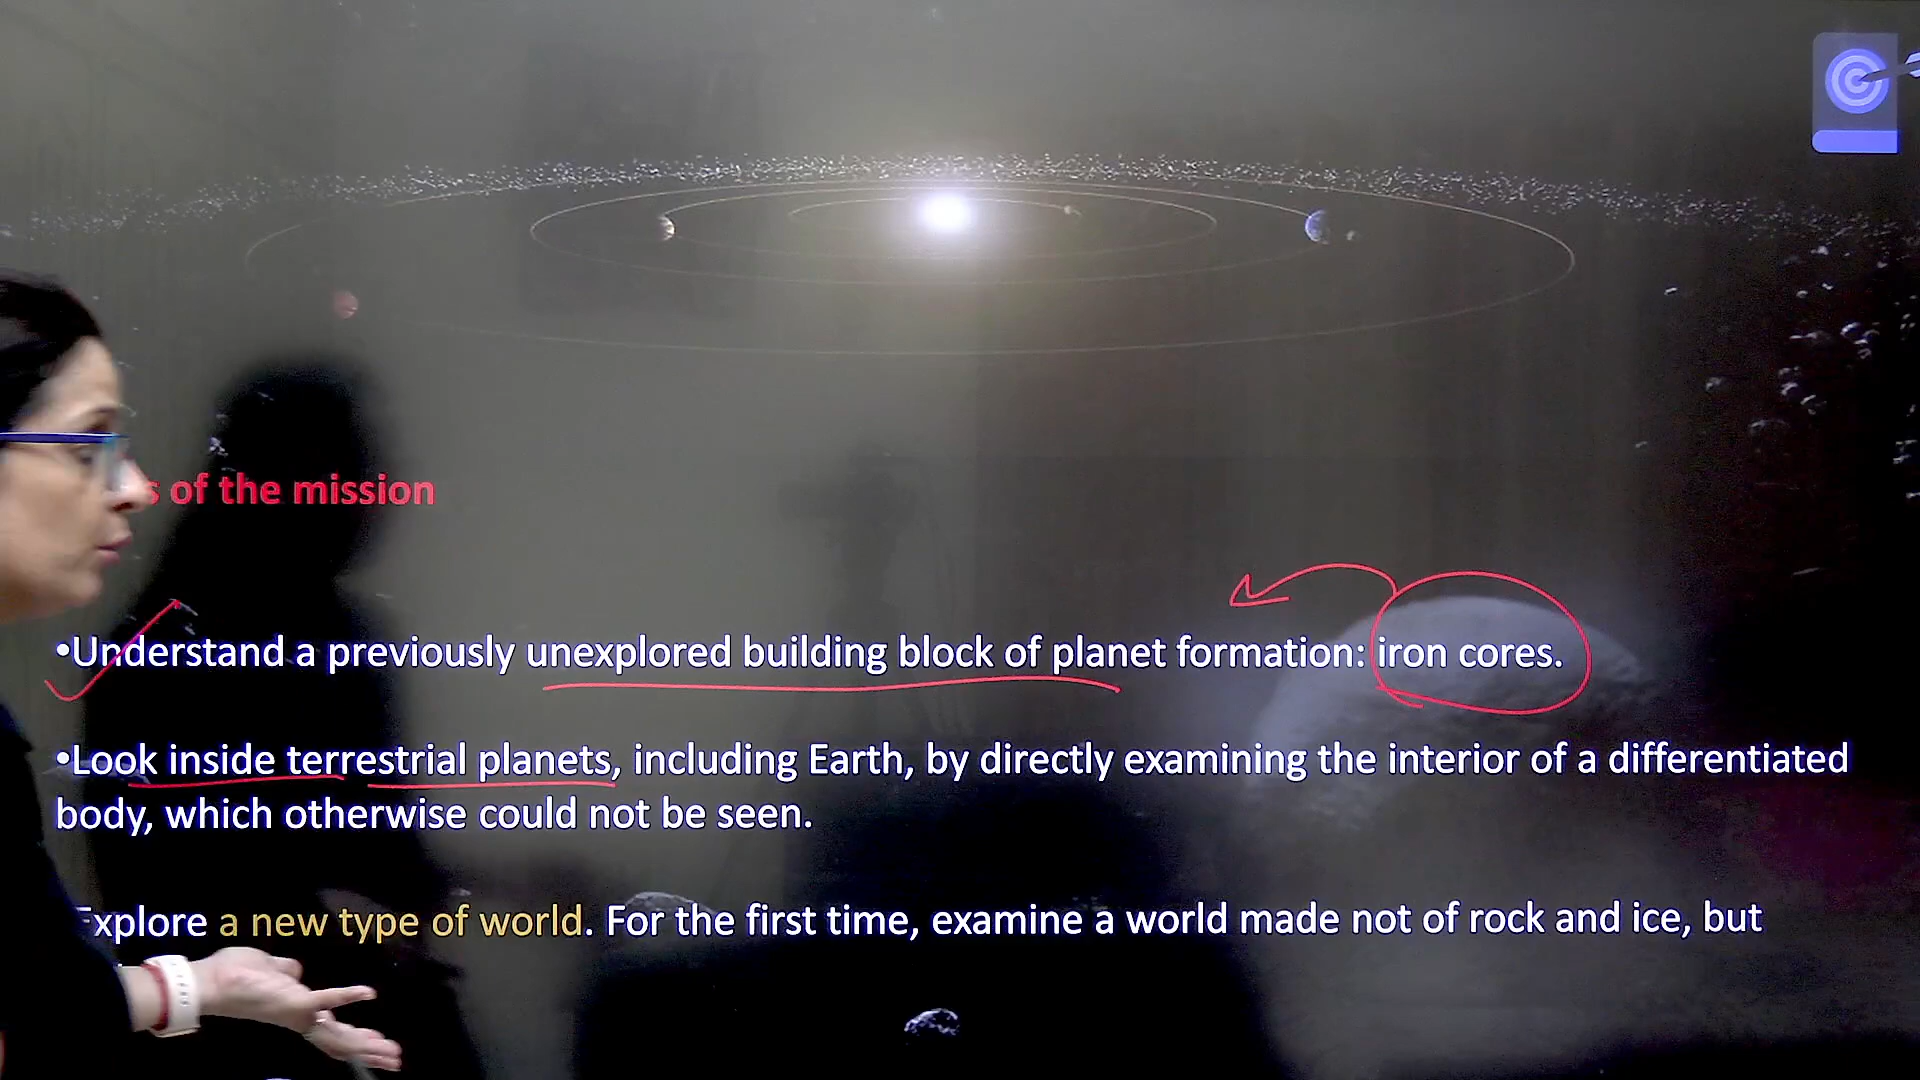 s of the mission
•Understand a previously unexplored building block of planet formation: iron cores.
•Look inside terrestrial planets, including Earth, by directly examining the interior of a differentiated
body, which otherwise could not be seen.
Explore a new type of world. For the first time, examine a world made not of rock and ice, but